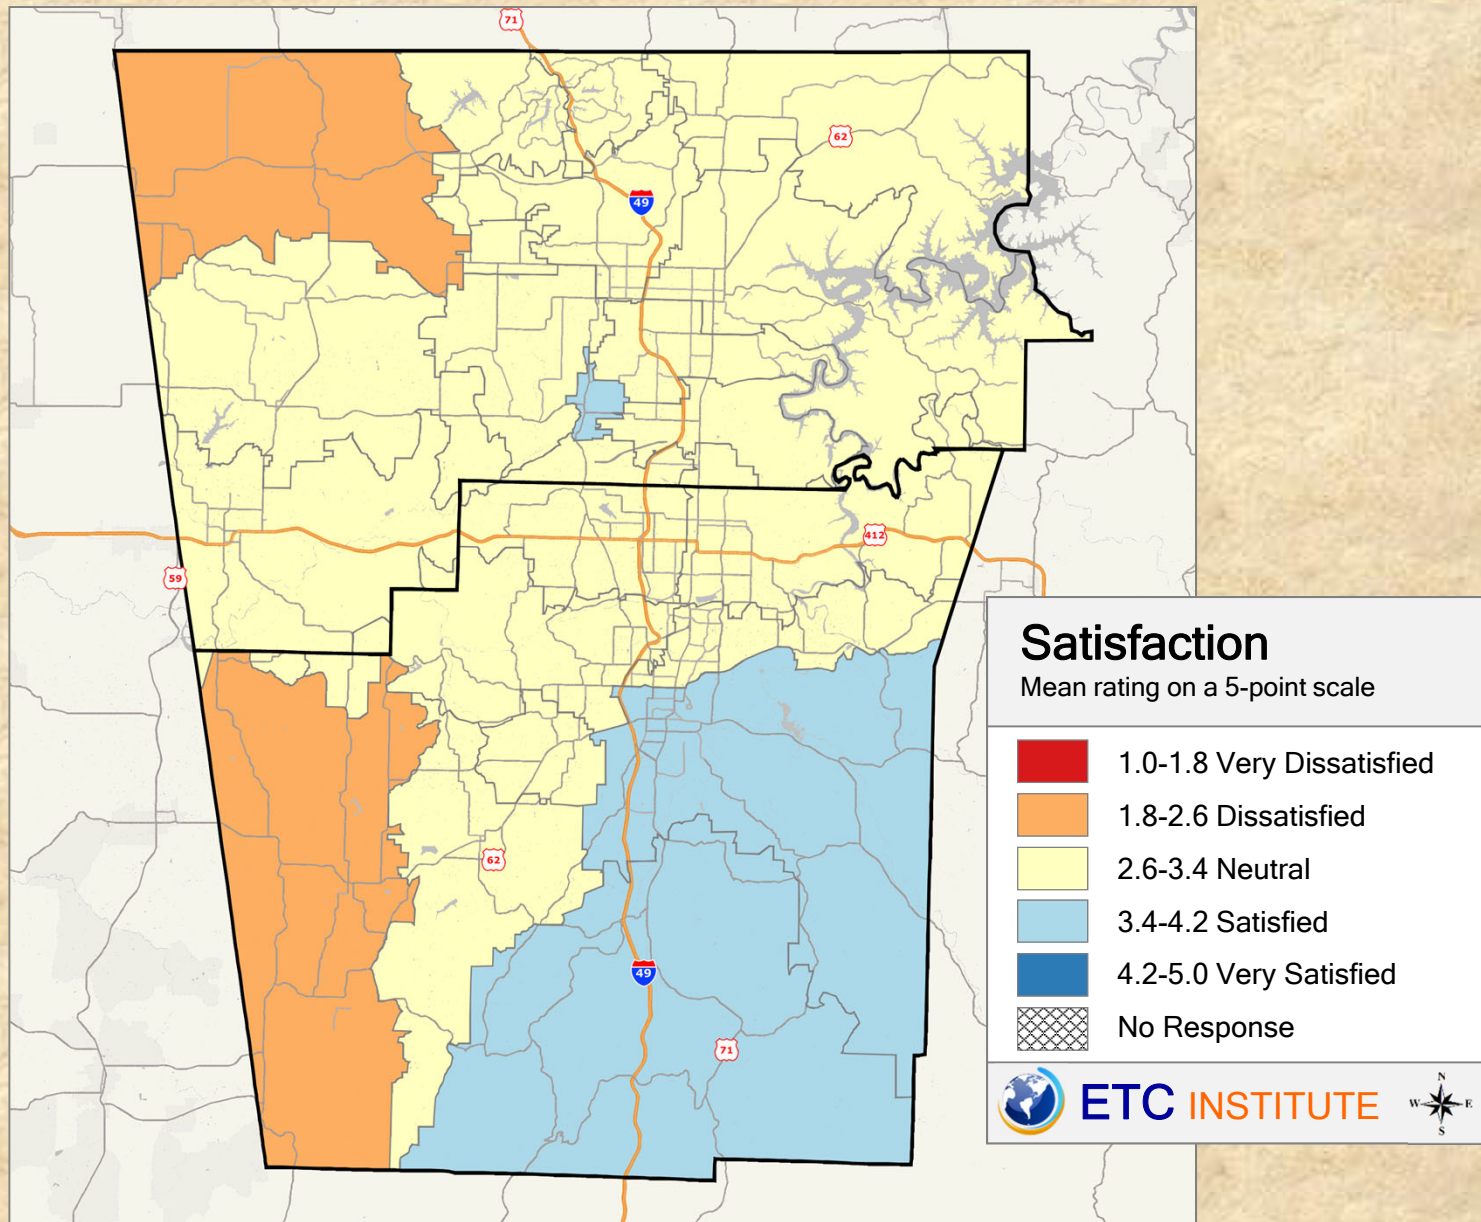 71
62
49
412
59
62
49
71
Satisfaction
Mean rating on a 5-point scale
1.0-1.8 Very Dissatisfied
1.8-2.6 Dissatisfied
2.6-3.4 Neutral
3.4-4.2 Satisfied
4.2-5.0 Very Satisfied
No Response
ETC INSTITUTE
N
W E
S